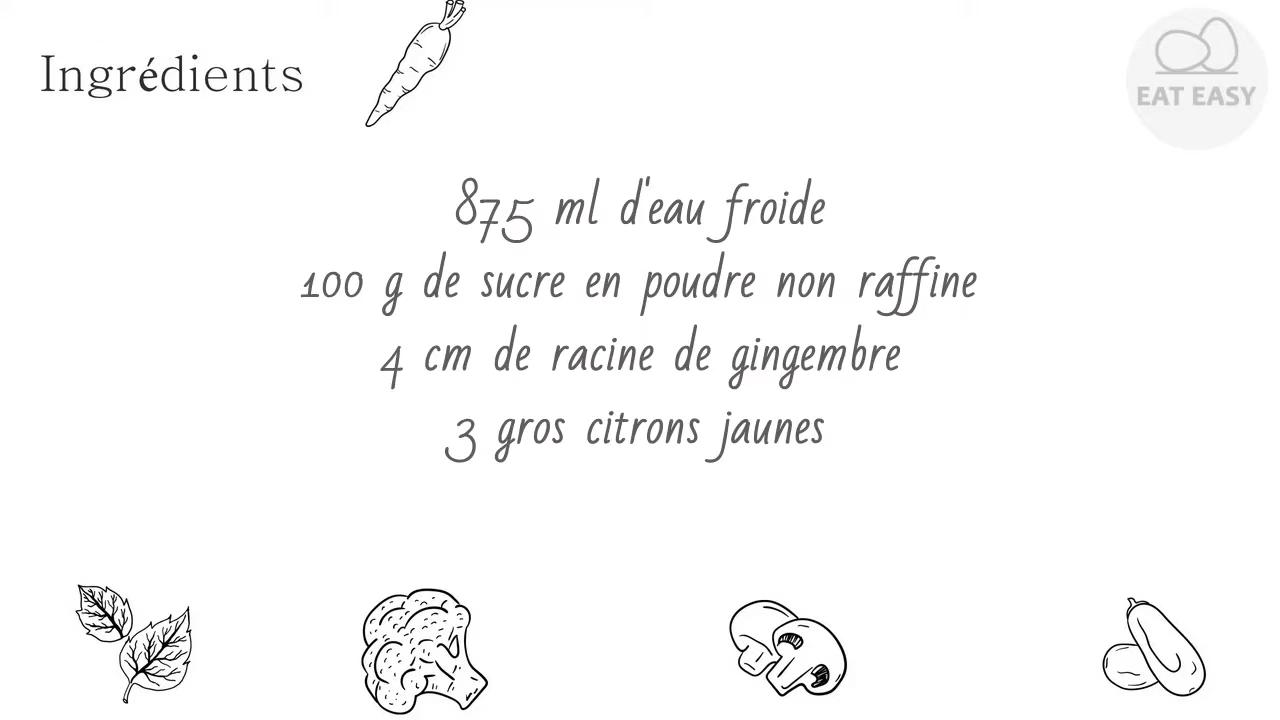 Ingrédients
EAT EASY
875 ml d'eau froide
100 g de sucre en poudre non raffine
4 cm de racine de gingembre
3 gros citrons jaunes